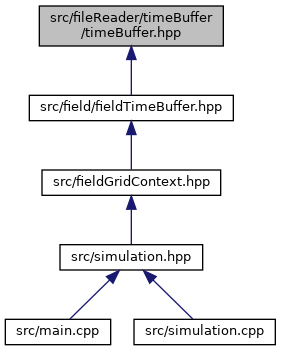 src/fileReader/timeBuffer
/timeBuffer.hpp
src/field/fieldTimeBuffer.hpp
src/fieldGridContext.hpp
src/simulation.hpp
src/main.cpp
src/simulation.cpp